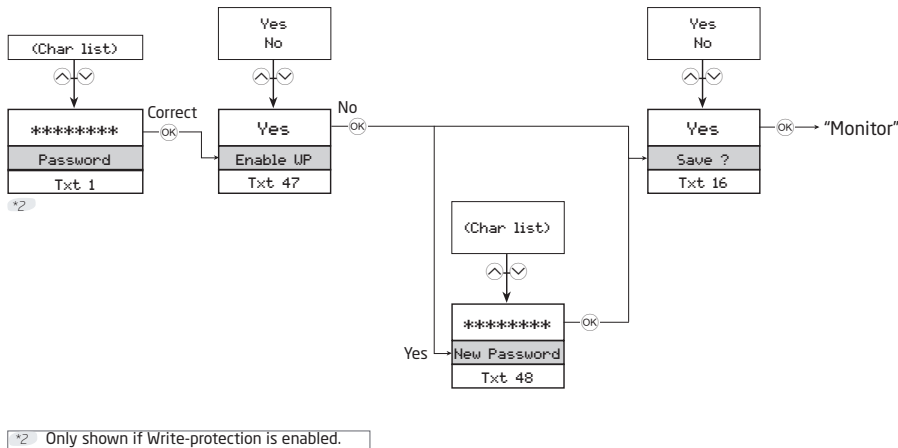 (Char list)
********
Password
Txt 1
*2
Correct
OK
Yes
No
Yes
Enable WP
Txt 47
No
OK
(Char list)
********
New Password
Txt 48
Yes
OK
Yes
No
Yes
Save ?
Txt 16
OK
"Monitor"
*2 Only shown if Write-protection is enabled.